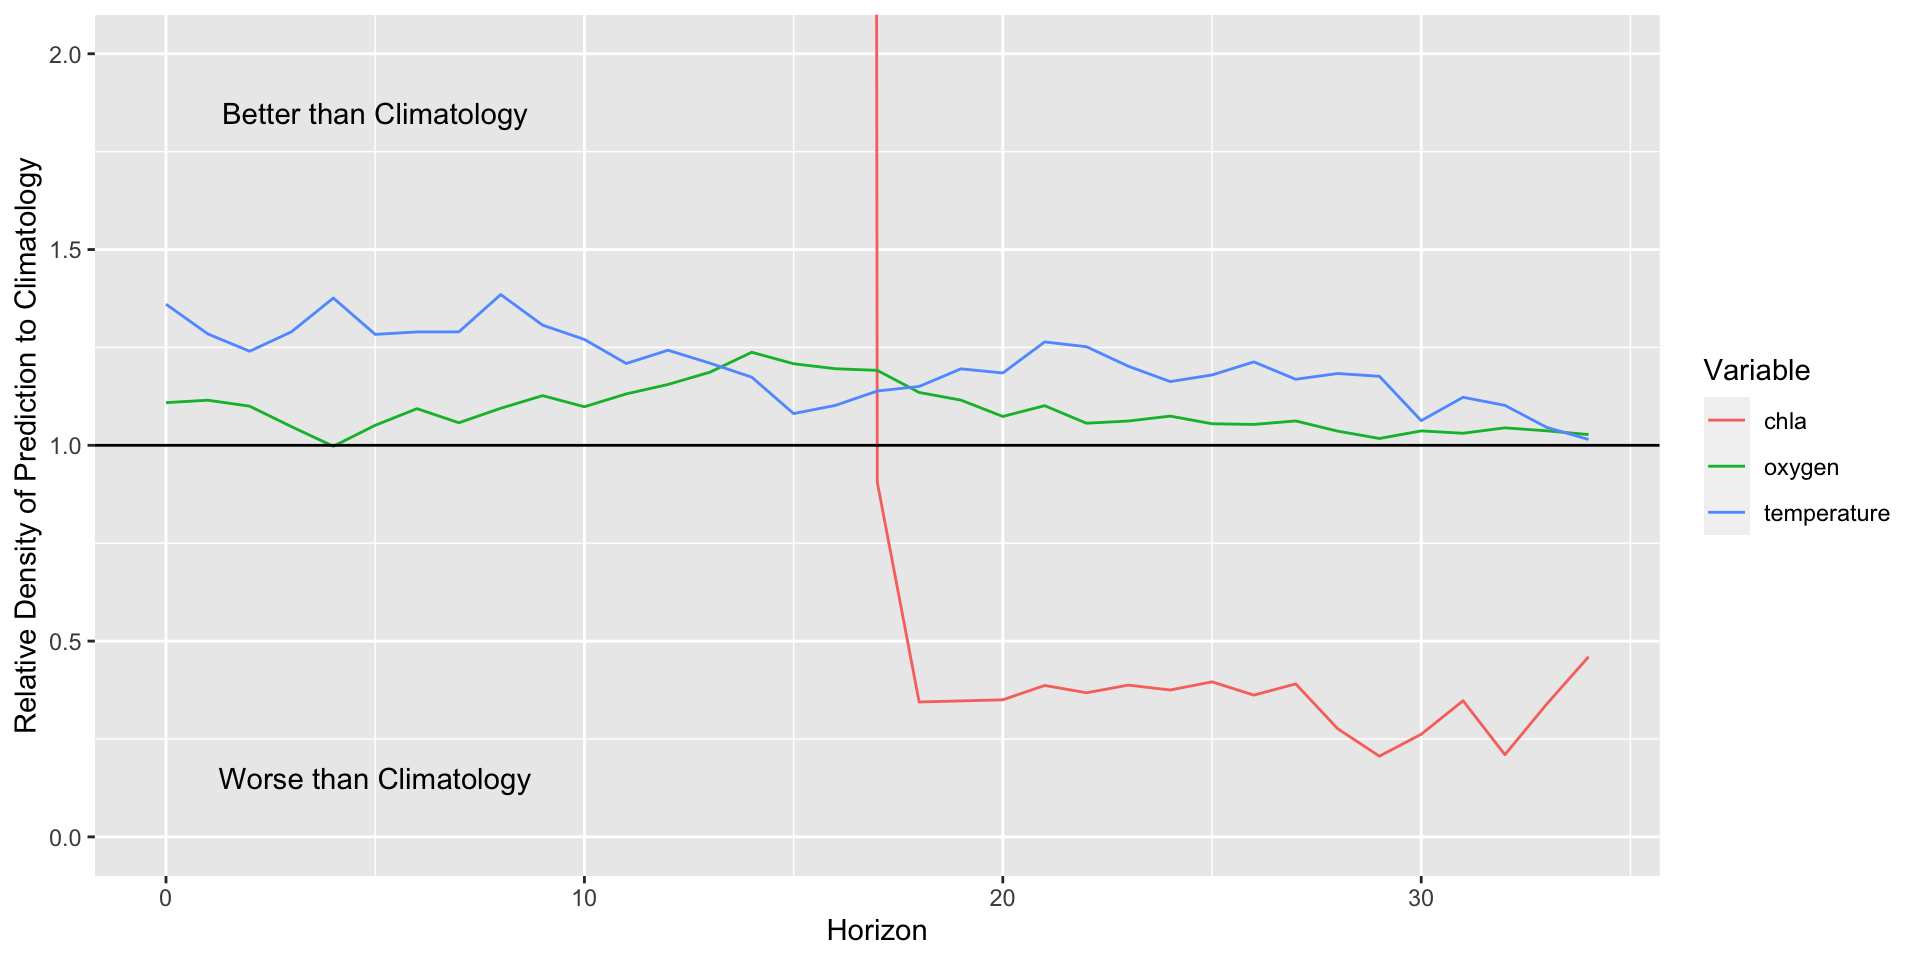 2.0
Better than Climatology
1.5
1.0
0.5
Worse than Climatology
0.0
Relative Density of Prediction to Climatology
0 10 20 30
Horizon
Variable
chla
oxygen
temperature